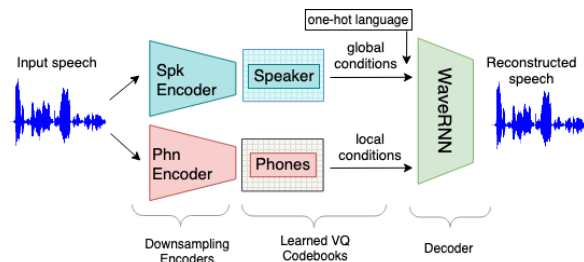 one-hot language
Input speech
Spk
Encoder
Speaker
global
conditions
WaveRNN
Reconstructed
speech
Phn
Encoder
Phones
local
conditions
Downsampling
Encoders
Learned VQ
Codebooks
Decoder